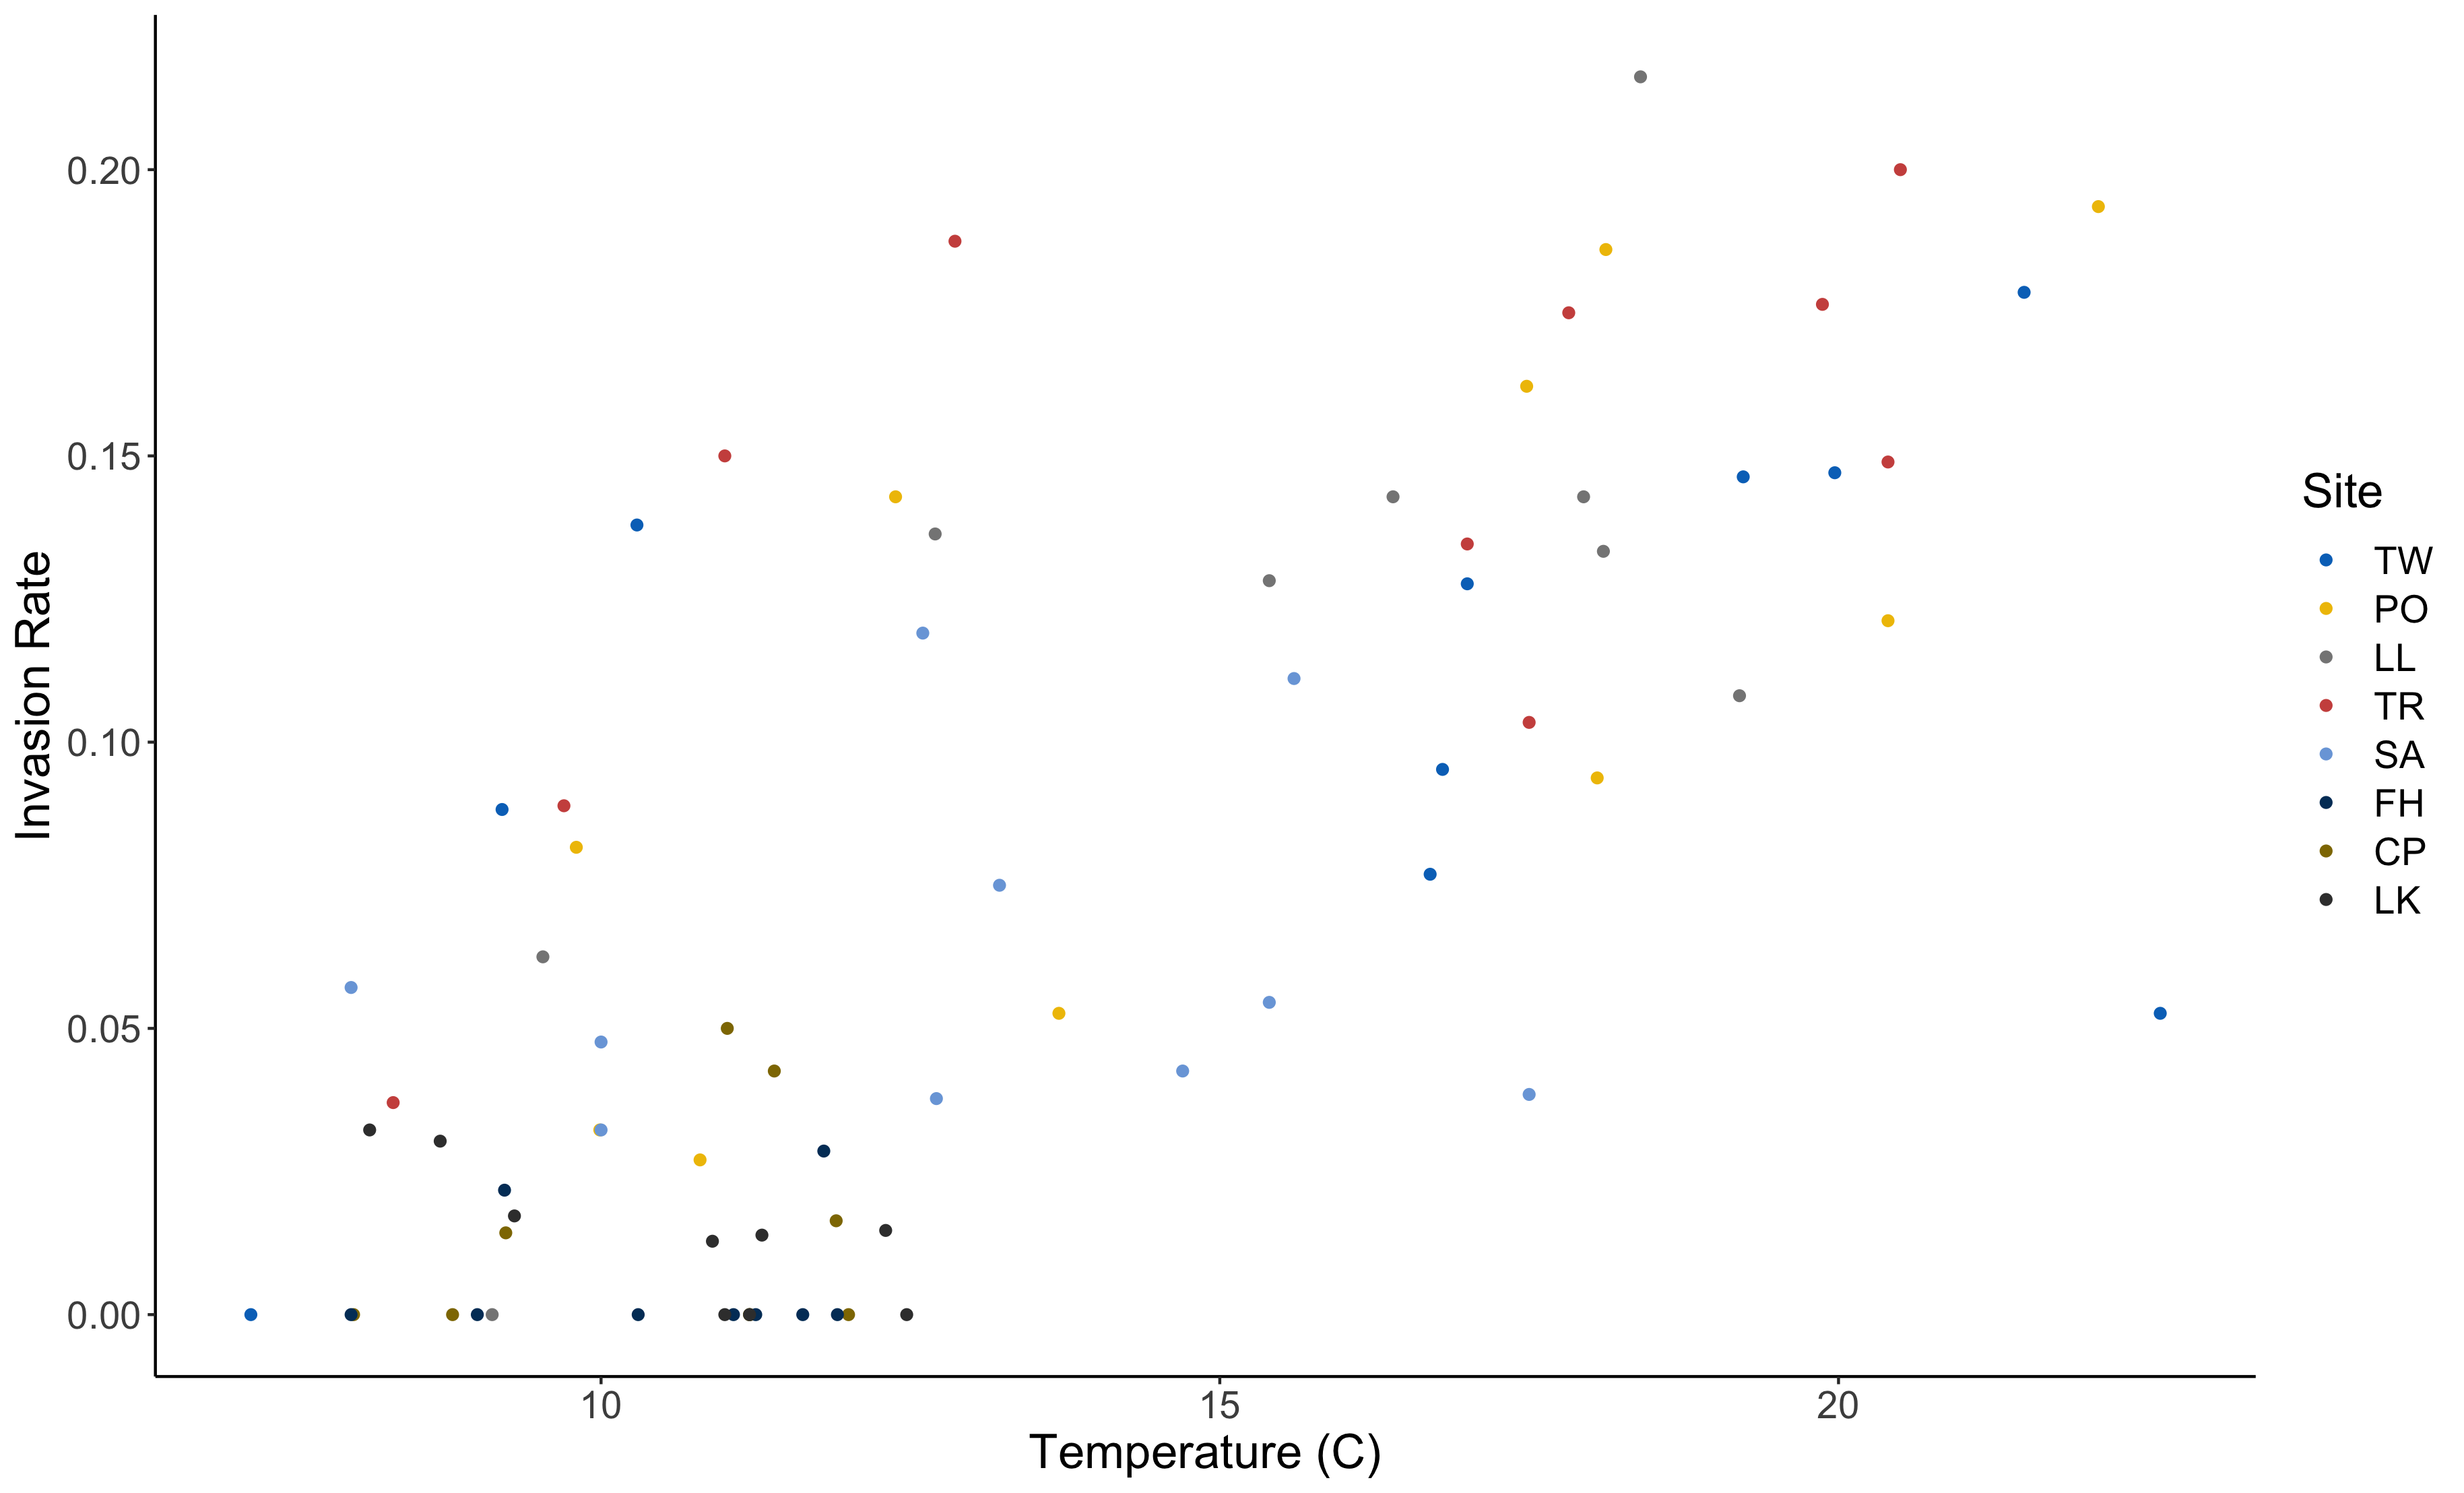 0.20
0.15
0.10
0.05
0.00
Invasion Rate
10 15 20
Temperature (C)
Site
TW
PO
LL
TR
SA
FH
CP
LK